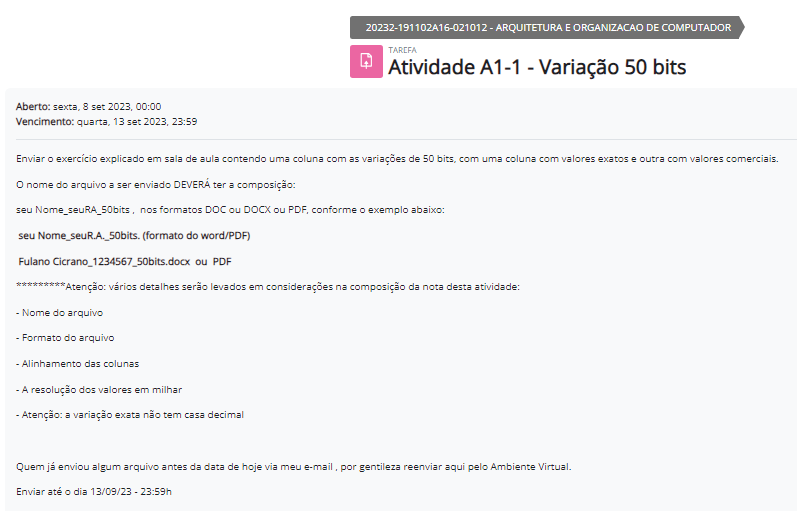 20232-191102A16-021012 - ARQUITETURA E ORGANIZACAO DE COMPUTADOR
TAREFA
Atividade A1-1 - Variação 50 bits
Aberto: sexta, 8 set 2023, 00:00
Vencimento: quarta, 13 set 2023, 23:59
Enviar o exercício explicado em sala de aula contendo uma coluna com as variações de 50 bits, com uma coluna com valores exatos e outra com valores comerciais.
O nome do arquivo a ser enviado DEVERÁ ter a composição:
seu Nome_seuRA_50bits , nos formatos DOC ou DOCX ou PDF, conforme o exemplo abaixo:
seu Nome_seuR.A._50bits. (formato do word/PDF)
Fulano Cicrano_1234567_50bits.docx ou PDF
*********Atenção: vários detalhes serão levados em considerações na composição da nota desta atividade:
- Nome do arquivo
- Formato do arquivo
- Alinhamento das colunas
- A resolução dos valores em milhar
- Atenção: a variação exata não tem casa decimal
Quem já enviou algum arquivo antes da data de hoje via meu e-mail , por gentileza reenviar aqui pelo Ambiente Virtual.
Enviar até o dia 13/09/23 - 23:59h